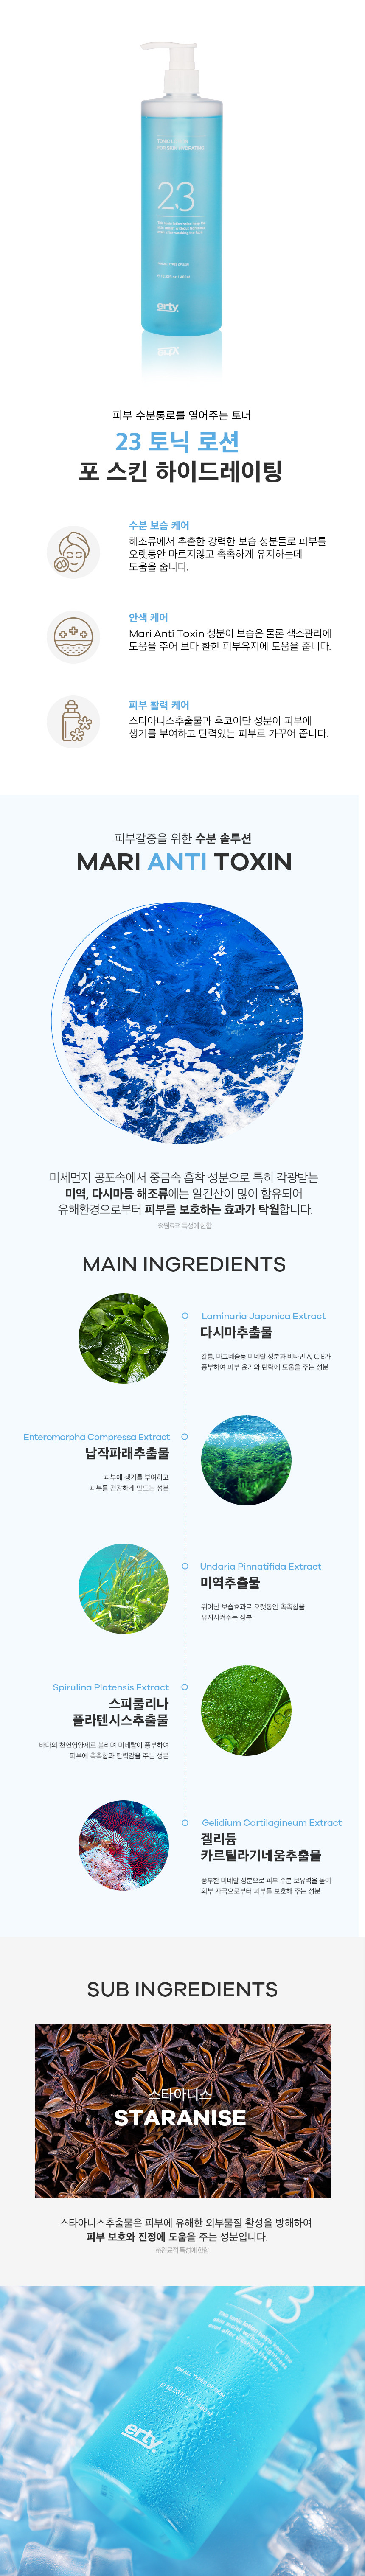 23
erty.
피부 수분통로를 열어주는 토너
23 토닉 로션
포 스킨 하이드레이팅
수분 보습 케어
해조류에서 추출한 강력한 보습 성분들로 피부를
오랫동안 마르지않고 촉촉하게 유지하는데
도움을 줍니다.
안색 케어
Mari Anti Toxin 성분이 보습은 물론 색소관리에
도움을 주어 보다 환한 피부유지에 도움을 줍니다.
피부 활력 케어
스타아니스추출물과 후코이단 성분이 피부에
생기를 부여하고 탄력있는 피부로 가꾸어 줍니다.
피부갈증을 위한 수분 솔루션
MARI ANTI TOXIN
미세먼지 공포속에서 중금속 흡착 성분으로 특히 각광받는
미역, 다시마등 해조류에는 알긴산이 많이 함유되어
유해환경으로부터 피부를 보호하는 효과가 탁월합니다.
※원료적 특성에 한함
MAIN INGREDIENTS
Laminaria Japonica Extract
다시마추출물
칼륨, 마그네슘등 미네랄 성분과 비타민 A, C, E가
풍부하여 피부 윤기와 탄력에 도움을 주는 성분
Enteromorpha Compressa Extract
납작파래추출물
피부에 생기를 부여하고
피부를 건강하게 만드는 성분
Undaria Pinnatifida Extract
미역추출물
뛰어난 보습효과로 오랫동안 촉촉함을
유지시켜주는 성분
Spirulina Platensis Extract
스피룰리나
플라텐시스추출물
바다의 천연영양제로 불리며 미네랄이 풍부하여
피부에 촉촉함과 탄력감을 주는 성분
Gelidium Cartilagineum Extract
겔리듐
카르틸라기네움추출물
풍부한 미네랄 성분으로 피부 수분 보유력을 높여
외부 자극으로부터 피부를 보호해 주는 성분
SUB INGREDIENTS
스타아니스
STARANISE
스타아니스추출물은 피부에 유해한 외부물질 활성을 방해하여
피부 보호와 진정에 도움을 주는 성분입니다.
※원료적 특성에 한함
23
erty.